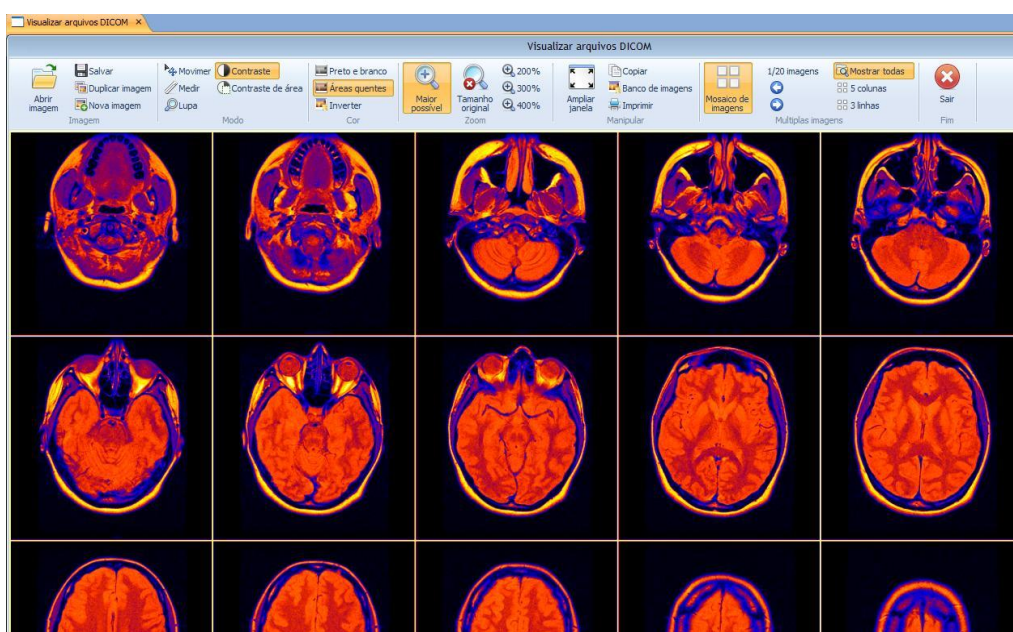 Visualizar arquivos DICOM ×
Visualizar arquivos DICOM
Abrir imagem
Salvar
Duplicar imagem
Nova imagem
Imagem
Movimer
Medir
Lupa
Contraste
Contraste de área
Modo
Preto e branco
Áreas quentes
Inverter
Cor
Maior possível
Tamanho original
200%
300%
400%
Zoom
Ampliar janela
Copiar
Banco de imagens
Imprimir
Manipular
Mosaico de imagens
1/20 imagens
Mostrar todas
5 colunas
3 linhas
Multiplas imagens
Sair
Fim